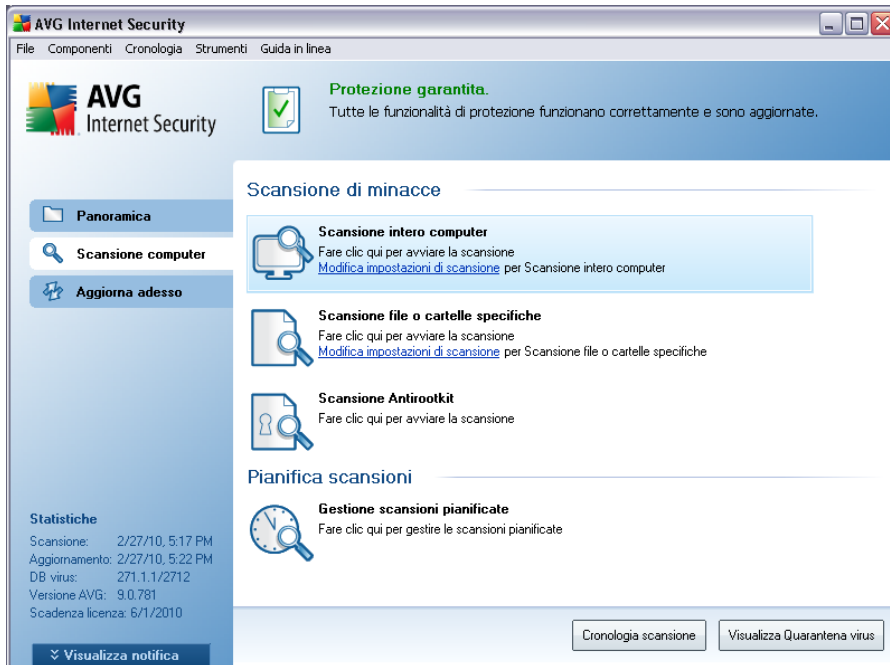 AVG Internet Security
File Componenti Cronologia Strumenti Guida in linea
AVG
Internet Security
Protezione garantita.
Tutte le funzionalità di protezione funzionano correttamente e sono aggiornate.
Panoramica
Scansione computer
Aggiorna adesso
Scansione di minacce
Scansione intero computer
Fare clic qui per avviare la scansione
Modifica impostazioni di scansione per Scansione intero computer
Scansione file o cartelle specifiche
Fare clic qui per avviare la scansione
Modifica impostazioni di scansione per Scansione file o cartelle specifiche
Scansione Antirootkit
Fare clic qui per avviare la scansione
Pianifica scansioni
Gestione scansioni pianificate
Fare clic qui per gestire le scansioni pianificate
Statistiche
Scansione: 2/27/10, 5:17 PM
Aggiornamento: 2/27/10, 5:22 PM
DB virus: 271.1.1/2712
Versione AVG: 9.0.781
Scadenza licenza: 6/1/2010
Visualizza notifica
Cronologia scansione
Visualizza Quarantena virus